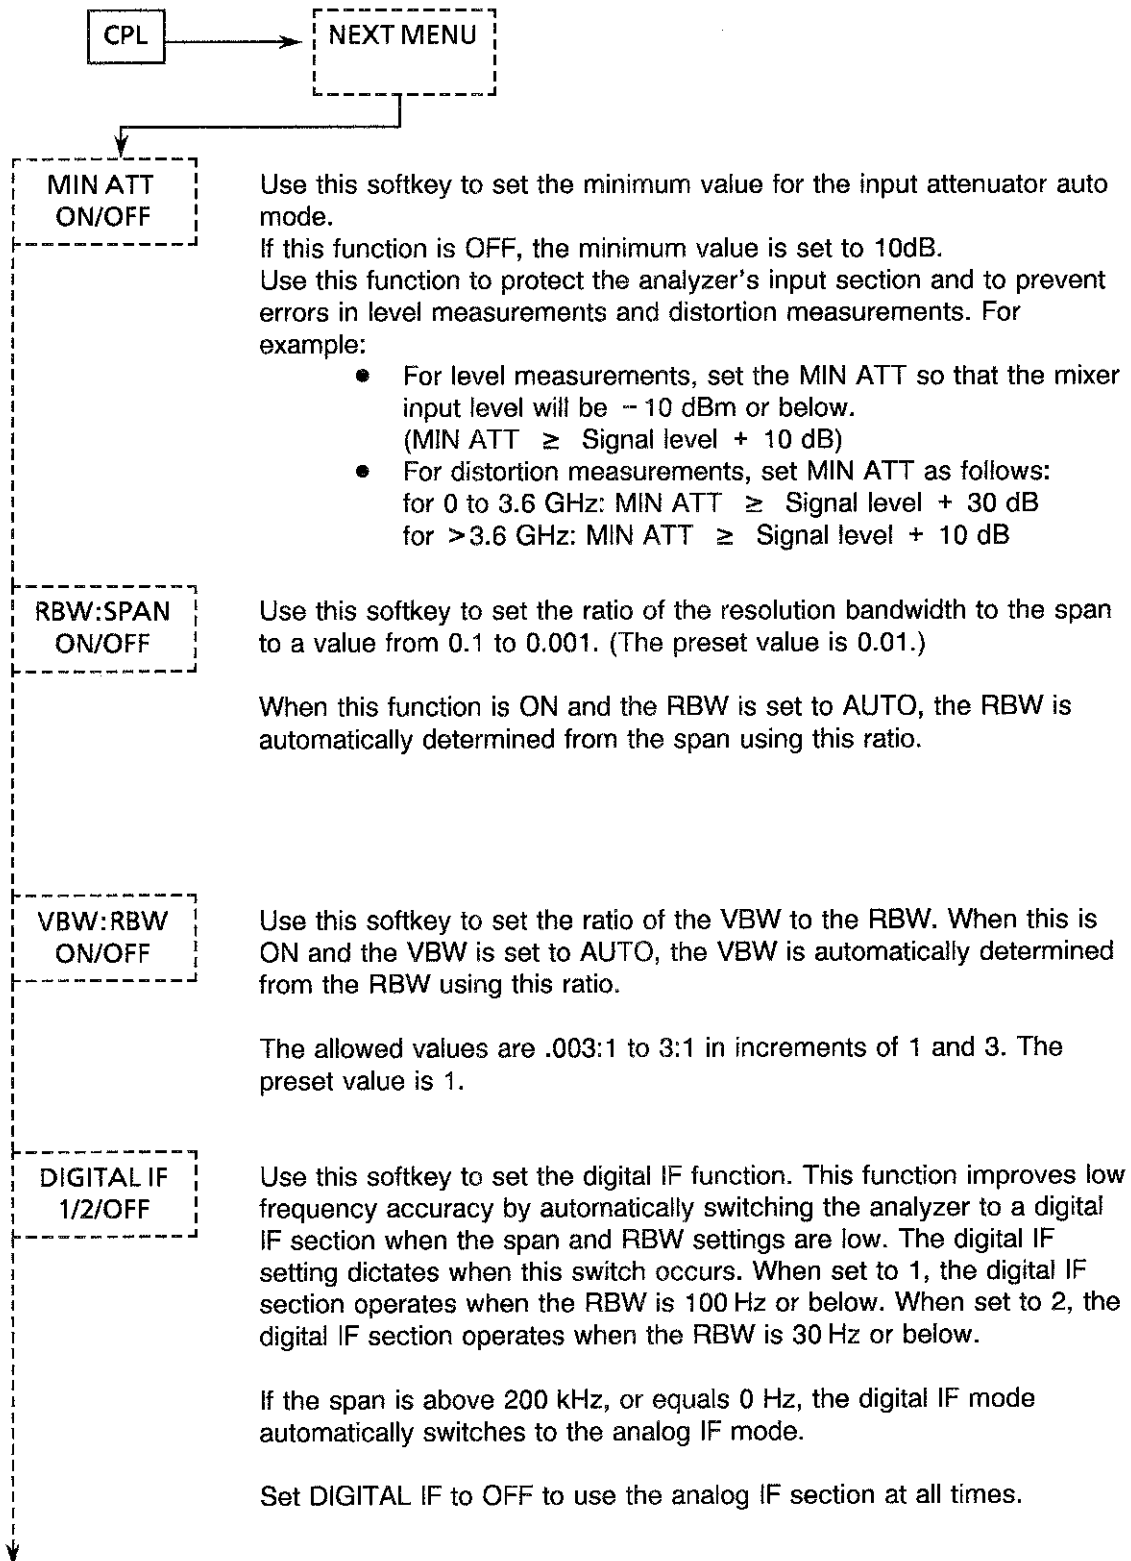 CPL
NEXT MENU
MIN ATT
ON/OFF
Use this softkey to set the minimum value for the input attenuator auto
mode.
If this function is OFF, the minimum value is set to 10dB.
Use this function to protect the analyzer's input section and to prevent
errors in level measurements and distortion measurements. For
example:
● For level measurements, set the MIN ATT so that the mixer
input level will be −10 dBm or below.
(MIN ATT ≥ Signal level + 10 dB)
● For distortion measurements, set MIN ATT as follows:
for 0 to 3.6 GHz: MIN ATT ≥ Signal level + 30 dB
for >3.6 GHz: MIN ATT ≥ Signal level + 10 dB
RBW:SPAN
ON/OFF
Use this softkey to set the ratio of the resolution bandwidth to the span
to a value from 0.1 to 0.001. (The preset value is 0.01.)
When this function is ON and the RBW is set to AUTO, the RBW is
automatically determined from the span using this ratio.
VBW:RBW
ON/OFF
Use this softkey to set the ratio of the VBW to the RBW. When this is
ON and the VBW is set to AUTO, the VBW is automatically determined
from the RBW using this ratio.
The allowed values are .003:1 to 3:1 in increments of 1 and 3. The
preset value is 1.
DIGITAL IF
1/2/OFF
Use this softkey to set the digital IF function. This function improves low
frequency accuracy by automatically switching the analyzer to a digital
IF section when the span and RBW settings are low. The digital IF
setting dictates when this switch occurs. When set to 1, the digital IF
section operates when the RBW is 100 Hz or below. When set to 2, the
digital IF section operates when the RBW is 30 Hz or below.
If the span is above 200 kHz, or equals 0 Hz, the digital IF mode
automatically switches to the analog IF mode.
Set DIGITAL IF to OFF to use the analog IF section at all times.